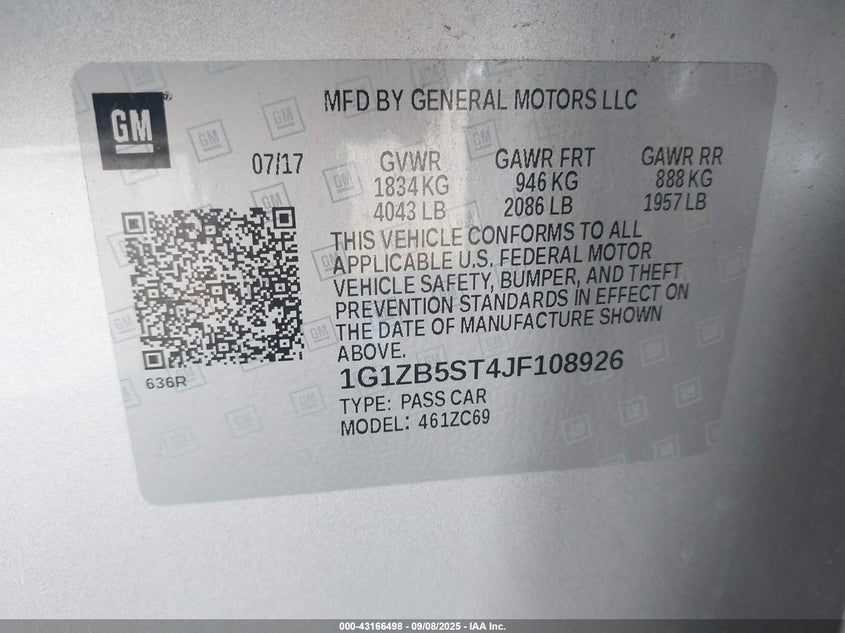 GM
MFD BY GENERAL MOTORS LLC
07/17
GVWR GAWR FRT GAWR RR
1834 KG 946 KG 888 KG
4043 LB 2086 LB 1957 LB
THIS VEHICLE CONFORMS TO ALL
APPLICABLE U.S. FEDERAL MOTOR
VEHICLE SAFETY, BUMPER, AND THEFT
PREVENTION STANDARDS IN EFFECT ON
THE DATE OF MANUFACTURE SHOWN
ABOVE.
636R
1G1ZB5ST4JF108926
TYPE: PASS CAR
MODEL: 461ZC69
000-43166498 - 09/08/2025 - IAA Inc.